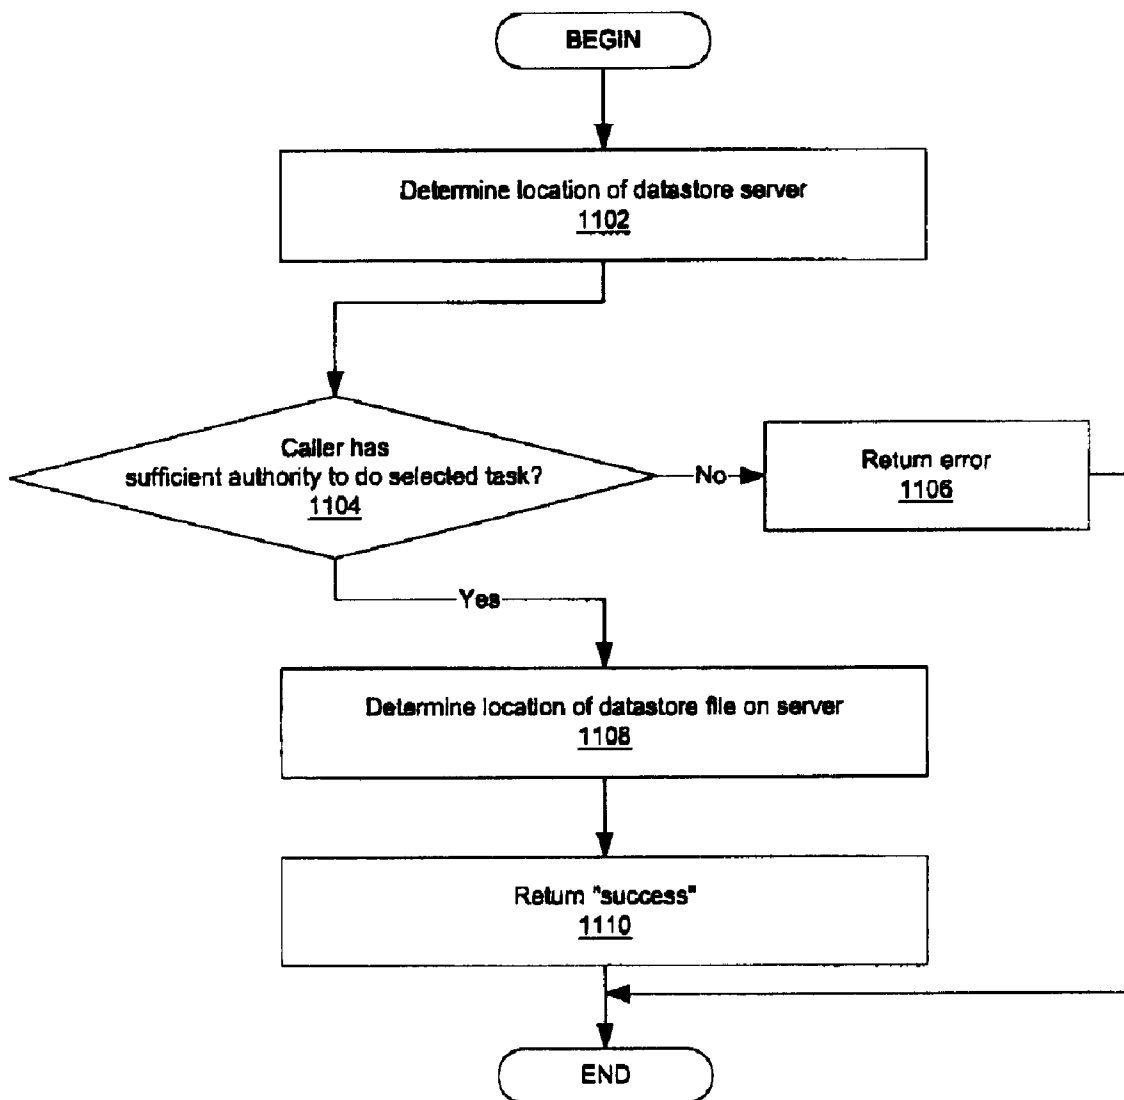 BEGIN
Determine location of datastore server
1102
Caller has
sufficient authority to do selected task?
1104
No
Return error
1106
Yes
Determine location of datastore file on server
1108
Return "success"
1110
END